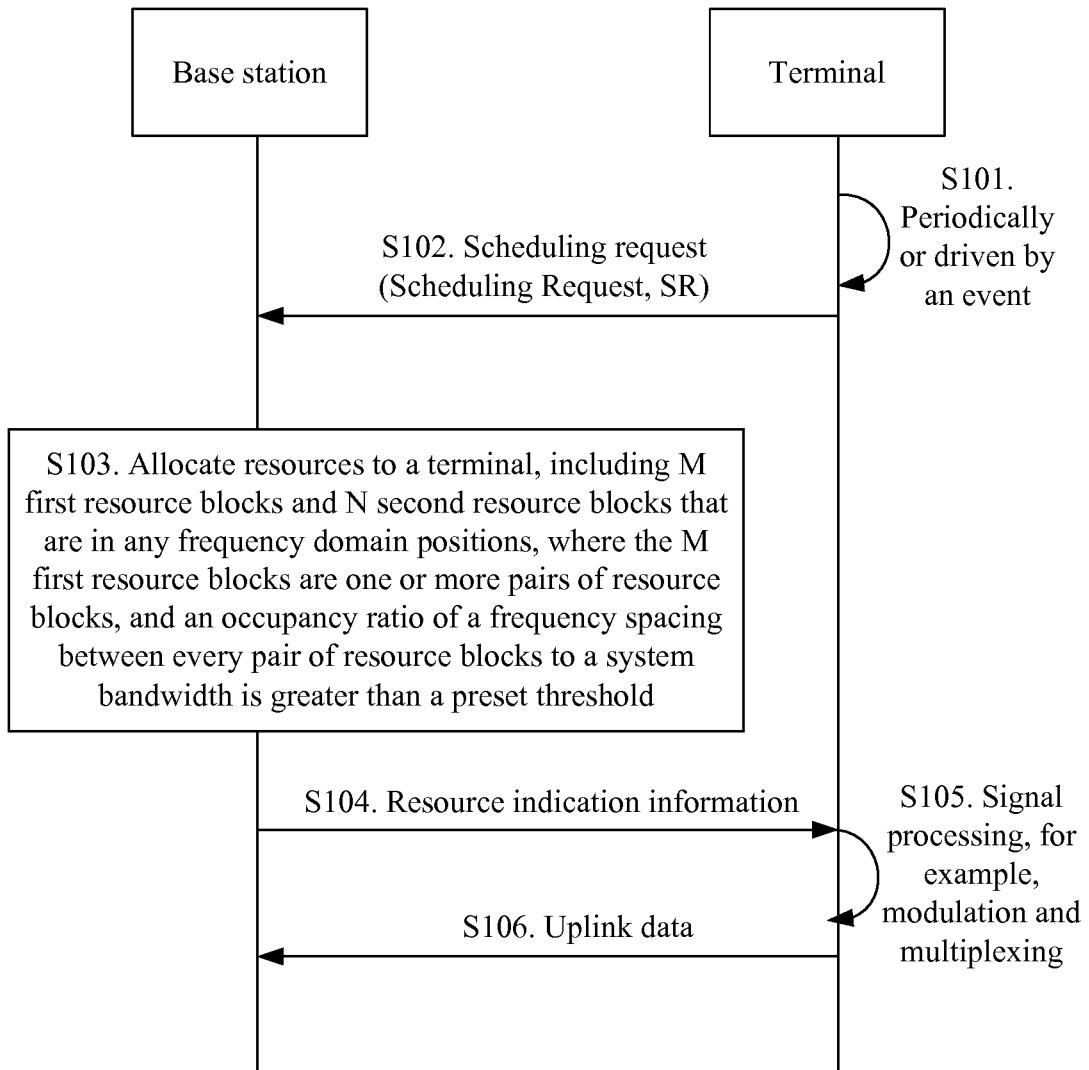 Base station
Terminal
S101.
Periodically
or driven by
an event
S102. Scheduling request
(Scheduling Request, SR)
S103. Allocate resources to a terminal, including M
first resource blocks and N second resource blocks that
are in any frequency domain positions, where the M
first resource blocks are one or more pairs of resource
blocks, and an occupancy ratio of a frequency spacing
between every pair of resource blocks to a system
bandwidth is greater than a preset threshold
S104. Resource indication information
S105. Signal
processing, for
example,
modulation and
multiplexing
S106. Uplink data